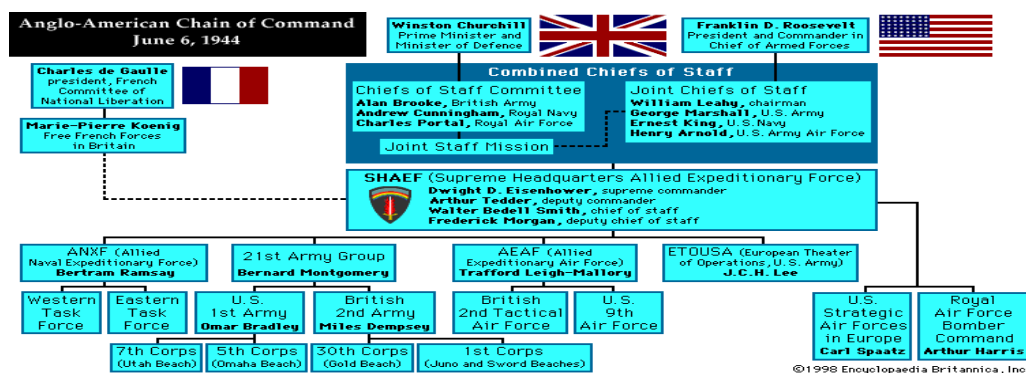 Anglo-American Chain of Command
June 6, 1944
Winston Churchill
Prime Minister and
Minister of Defence
Franklin D. Roosevelt
President and Commander in
Chief of Armed Forces
Charles de Gaulle
president, French
Committee of
National Liberation
Marie-Pierre Koenig
Free French Forces
in Britain
Combined Chiefs of Staff
Chiefs of Staff Committee
Alan Brooke, British Army
Andrew Cunningham, Royal Navy
Charles Portal, Royal Air Force
Joint Staff Mission
Joint Chiefs of Staff
William Leahy, chairman
George Marshall, U.S. Army
Ernest King, U.S. Navy
Henry Arnold, U.S. Army Air Force
SHAEF (Supreme Headquarters Allied Expeditionary Force)
Dwight D. Eisenhower, supreme commander
Arthur Tedder, deputy commander
Walter Bedell Smith, chief of staff
Frederick Morgan, deputy chief of staff
ANXF (Allied
Naval Expeditionary Force)
Bertram Ramsay
21st Army Group
Bernard Montgomery
AEAF (Allied
Expeditionary Air Force)
Trafford Leigh-Mallory
ETOUSA (European Theater
of Operations, U.S. Army)
J.C.H. Lee
Western
Task
Force
Eastern
Task
Force
U.S.
1st Army
Omar Bradley
British
2nd Army
Miles Dempsey
British
2nd Tactical
Air Force
U.S.
9th
Air Force
U.S.
Strategic
Air Forces
in Europe
Carl Spaatz
Royal
Air Force
Bomber
Command
Arthur Harris
7th Corps
(Utah Beach)
5th Corps
(Omaha Beach)
30th Corps
(Gold Beach)
1st Corps
(Juno and Sword Beaches)
©1998 Encyclopaedia Britannica, Inc